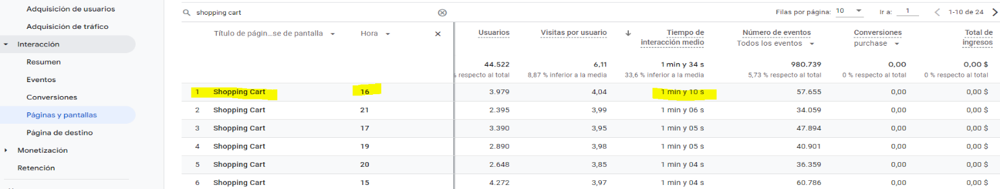 Adquisición de usuarios
Adquisición de tráfico
Interacción
Resumen
Eventos
Conversiones
Páginas y pantallas
Página de destino
Monetización
Retención
shopping cart
Filas por página: 10 Ir a: 1 1-10 de 24
Título de págin...se de pantalla Hora Usuarios Visitas por usuario Tiempo de interacción medio Número de eventos Todos los eventos Conversiones purchase Total de ingresos
44.522 6,11 1 min y 34 s 980.739 0,00 0,00 $
% respecto al total 8,87 % inferior a la media 33,6 % inferior a la media 5,73 % respecto al total 0 % respecto al total 0 % respecto al total
1 Shopping Cart 16 3.979 4,04 1 min y 10 s 57.655 0,00 0,00 $
2 Shopping Cart 21 2.395 3,99 1 min y 06 s 34.059 0,00 0,00 $
3 Shopping Cart 17 3.390 3,95 1 min y 05 s 47.894 0,00 0,00 $
4 Shopping Cart 19 2.890 3,98 1 min y 05 s 40.901 0,00 0,00 $
5 Shopping Cart 20 2.648 3,85 1 min y 04 s 36.359 0,00 0,00 $
6 Shopping Cart 15 4.272 3,97 1 min y 04 s 60.786 0,00 0,00 $